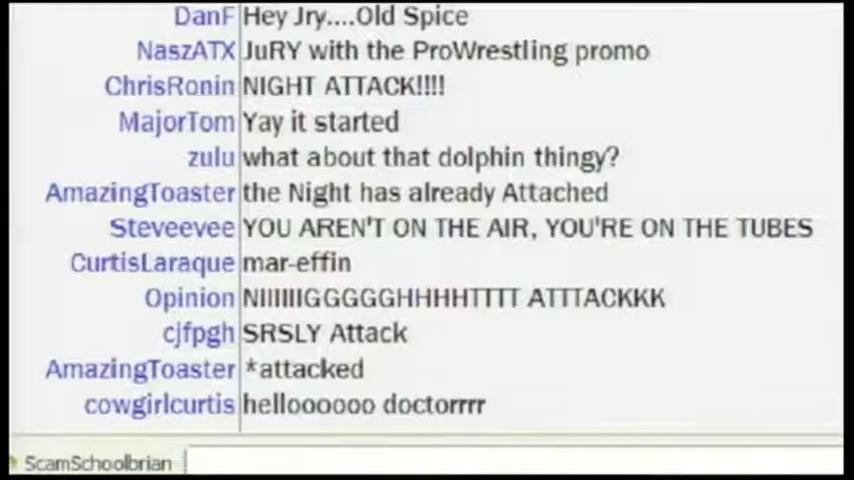 DanF Hey Jry....Old Spice
NaszATX JuRY with the ProWrestling promo
ChrisRonin NIGHT ATTACK!!!!
MajorTom Yay it started
zulu what about that dolphin thingy?
AmazingToaster the Night has already Attached
Steveevee YOU AREN'T ON THE AIR, YOU'RE ON THE TUBES
CurtisLaraque mar-effin
Opinion NIIIIIIGGGGGHHHHTTTT ATTTACKKK
cjfpgh SRSLY Attack
AmazingToaster *attacked
cowgirlcurtis helloooooo doctorrrr
ScamSchoolbrian